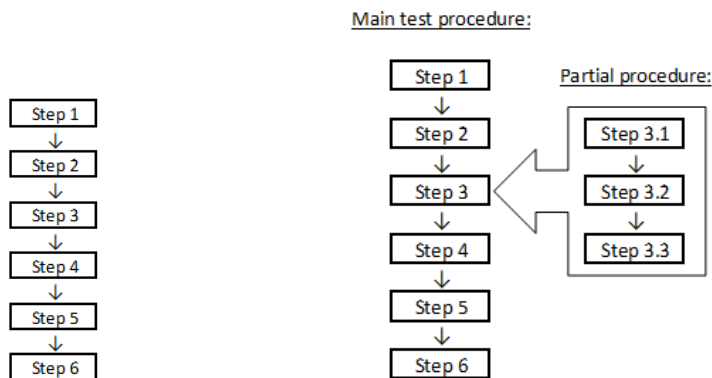 Step 1
Step 2
Step 3
Step 4
Step 5
Step 6
Main test procedure:
Step 1
Step 2
Step 3
Step 4
Step 5
Step 6
Partial procedure:
Step 3.1
Step 3.2
Step 3.3